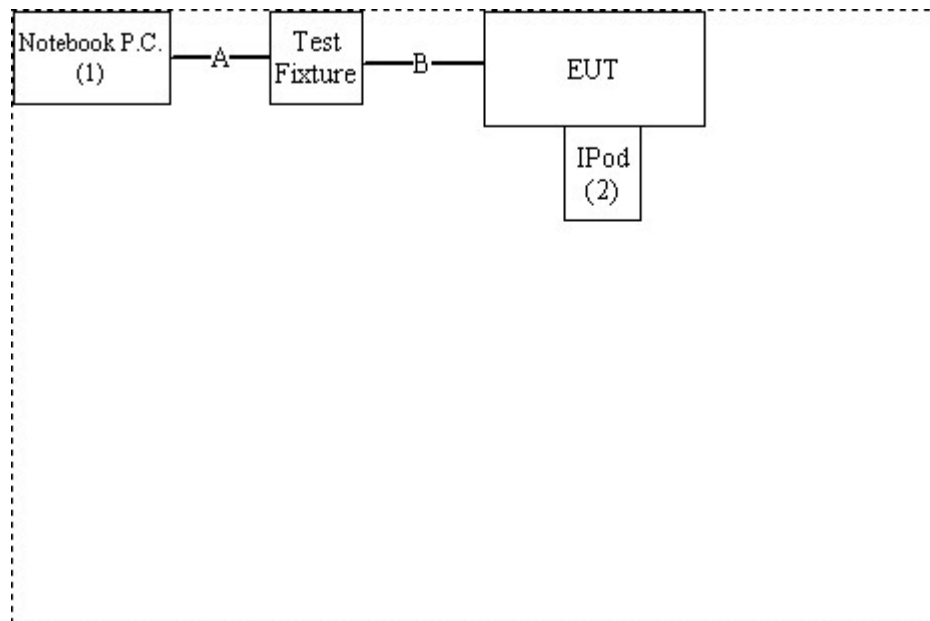 Notebook P.C.
(1)
A
Test
Fixture
B
EUT
IPod
(2)